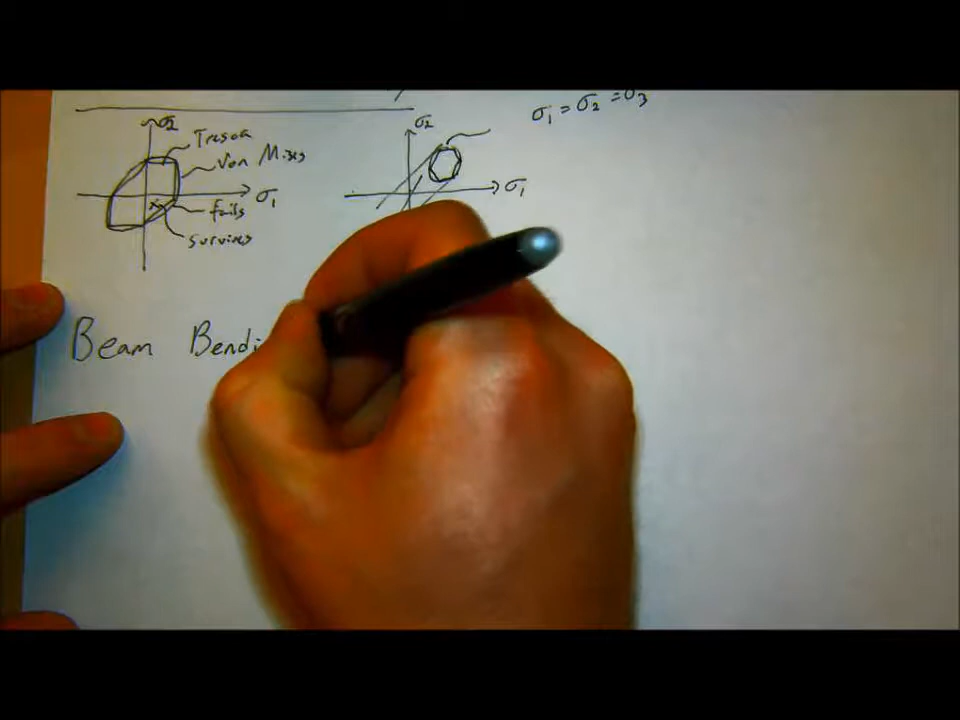 σ₁ = σ₂ = σ₃
σ₂
Tresca
Von Mises
σ₁
fails
survives
σ₂
σ₁
Beam Bendi